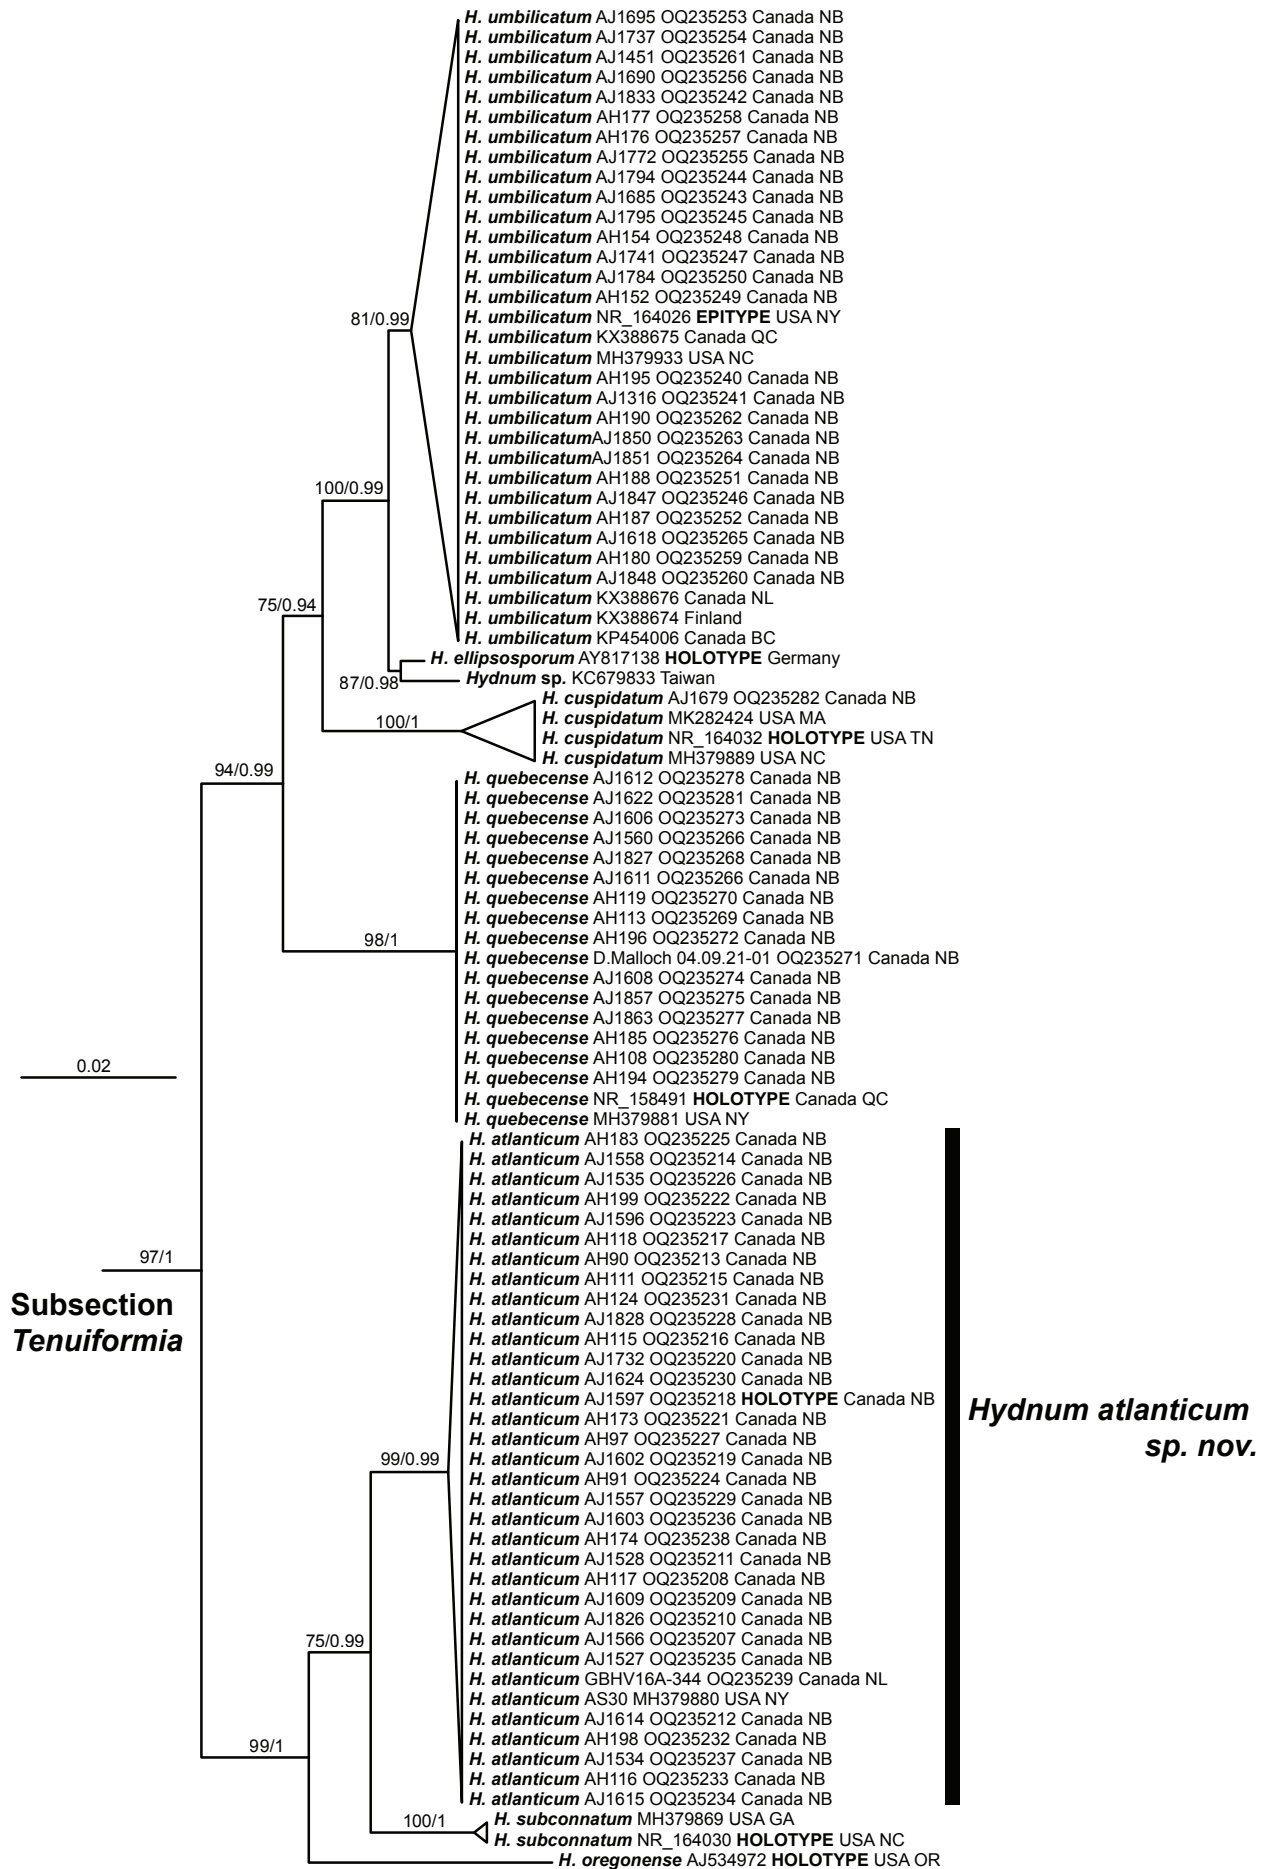 H. umbilicatum AJ1695 OQ235253 Canada NB
H. umbilicatum AJ1737 OQ235254 Canada NB
H. umbilicatum AJ1451 OQ235261 Canada NB
H. umbilicatum AJ1690 OQ235256 Canada NB
H. umbilicatum AJ1833 OQ235242 Canada NB
H. umbilicatum AH177 OQ235258 Canada NB
H. umbilicatum AH176 OQ235257 Canada NB
H. umbilicatum AJ1772 OQ235255 Canada NB
H. umbilicatum AJ1794 OQ235244 Canada NB
H. umbilicatum AJ1685 OQ235243 Canada NB
H. umbilicatum AJ1795 OQ235245 Canada NB
H. umbilicatum AH154 OQ235248 Canada NB
H. umbilicatum AJ1741 OQ235247 Canada NB
H. umbilicatum AJ1784 OQ235250 Canada NB
H. umbilicatum AH152 OQ235249 Canada NB
81/0.99
H. umbilicatum NR_164026 EPITYPE USA NY
H. umbilicatum KX388675 Canada QC
H. umbilicatum MH379933 USA NC
H. umbilicatum AH195 OQ235240 Canada NB
H. umbilicatum AJ1316 OQ235241 Canada NB
H. umbilicatum AH190 OQ235262 Canada NB
H. umbilicatumAJ1850 OQ235263 Canada NB
H. umbilicatumAJ1851 OQ235264 Canada NB
H. umbilicatum AH188 OQ235251 Canada NB
100/0.99
H. umbilicatum AJ1847 OQ235246 Canada NB
H. umbilicatum AH187 OQ235252 Canada NB
H. umbilicatum AJ1618 OQ235265 Canada NB
H. umbilicatum AH180 OQ235259 Canada NB
H. umbilicatum AJ1848 OQ235260 Canada NB
75/0.94
H. umbilicatum KX388676 Canada NL
H. umbilicatum KX388674 Finland
H. umbilicatum KP454006 Canada BC
H. ellipsosporum AY817138 HOLOTYPE Germany
87/0.98
Hydnum sp. KC679833 Taiwan
H. cuspidatum AJ1679 OQ235282 Canada NB
100/1
H. cuspidatum MK282424 USA MA
H. cuspidatum NR_164032 HOLOTYPE USA TN
H. cuspidatum MH379889 USA NC
94/0.99
H. quebecense AJ1612 OQ235278 Canada NB
H. quebecense AJ1622 OQ235281 Canada NB
H. quebecense AJ1606 OQ235273 Canada NB
H. quebecense AJ1560 OQ235266 Canada NB
H. quebecense AJ1827 OQ235268 Canada NB
H. quebecense AJ1611 OQ235266 Canada NB
H. quebecense AH119 OQ235270 Canada NB
H. quebecense AH113 OQ235269 Canada NB
98/1
H. quebecense AH196 OQ235272 Canada NB
H. quebecense D.Malloch 04.09.21-01 OQ235271 Canada NB
H. quebecense AJ1608 OQ235274 Canada NB
H. quebecense AJ1857 OQ235275 Canada NB
H. quebecense AJ1863 OQ235277 Canada NB
H. quebecense AH185 OQ235276 Canada NB
H. quebecense AH108 OQ235280 Canada NB
0.02
H. quebecense AH194 OQ235279 Canada NB
H. quebecense NR_158491 HOLOTYPE Canada QC
H. quebecense MH379881 USA NY
H. atlanticum AH183 OQ235225 Canada NB
H. atlanticum AJ1558 OQ235214 Canada NB
H. atlanticum AJ1535 OQ235226 Canada NB
H. atlanticum AH199 OQ235222 Canada NB
H. atlanticum AJ1596 OQ235223 Canada NB
H. atlanticum AH118 OQ235217 Canada NB
97/1
H. atlanticum AH90 OQ235213 Canada NB
H. atlanticum AH111 OQ235215 Canada NB
Subsection
Tenuiformia
H. atlanticum AH124 OQ235231 Canada NB
H. atlanticum AJ1828 OQ235228 Canada NB
H. atlanticum AH115 OQ235216 Canada NB
H. atlanticum AJ1732 OQ235220 Canada NB
H. atlanticum AJ1624 OQ235230 Canada NB
H. atlanticum AJ1597 OQ235218 HOLOTYPE Canada NB
Hydnum atlanticum
sp. nov.
H. atlanticum AH173 OQ235221 Canada NB
H. atlanticum AH97 OQ235227 Canada NB
99/0.99
H. atlanticum AJ1602 OQ235219 Canada NB
H. atlanticum AH91 OQ235224 Canada NB
H. atlanticum AJ1557 OQ235229 Canada NB
H. atlanticum AJ1603 OQ235236 Canada NB
H. atlanticum AH174 OQ235238 Canada NB
H. atlanticum AJ1528 OQ235211 Canada NB
H. atlanticum AH117 OQ235208 Canada NB
H. atlanticum AJ1609 OQ235209 Canada NB
H. atlanticum AJ1826 OQ235210 Canada NB
75/0.99
H. atlanticum AJ1566 OQ235207 Canada NB
H. atlanticum AJ1527 OQ235235 Canada NB
H. atlanticum GBHV16A-344 OQ235239 Canada NL
H. atlanticum AS30 MH379880 USA NY
H. atlanticum AJ1614 OQ235212 Canada NB
H. atlanticum AH198 OQ235232 Canada NB
99/1
H. atlanticum AJ1534 OQ235237 Canada NB
H. atlanticum AH116 OQ235233 Canada NB
H. atlanticum AJ1615 OQ235234 Canada NB
100/1
H. subconnatum MH379869 USA GA
H. subconnatum NR_164030 HOLOTYPE USA NC
H. oregonense AJ534972 HOLOTYPE USA OR